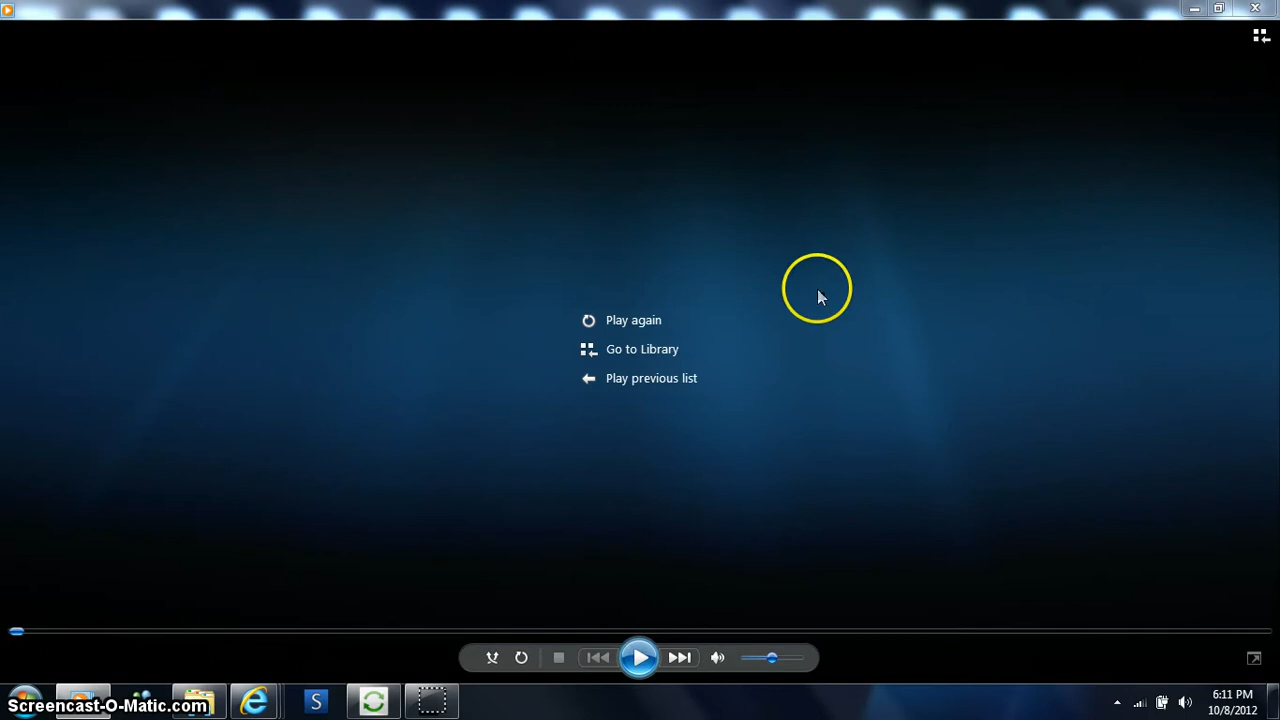 Play again
Go to Library
Play previous list
S
6:11 PM
10/8/2012
Screencast-O-Matic.com